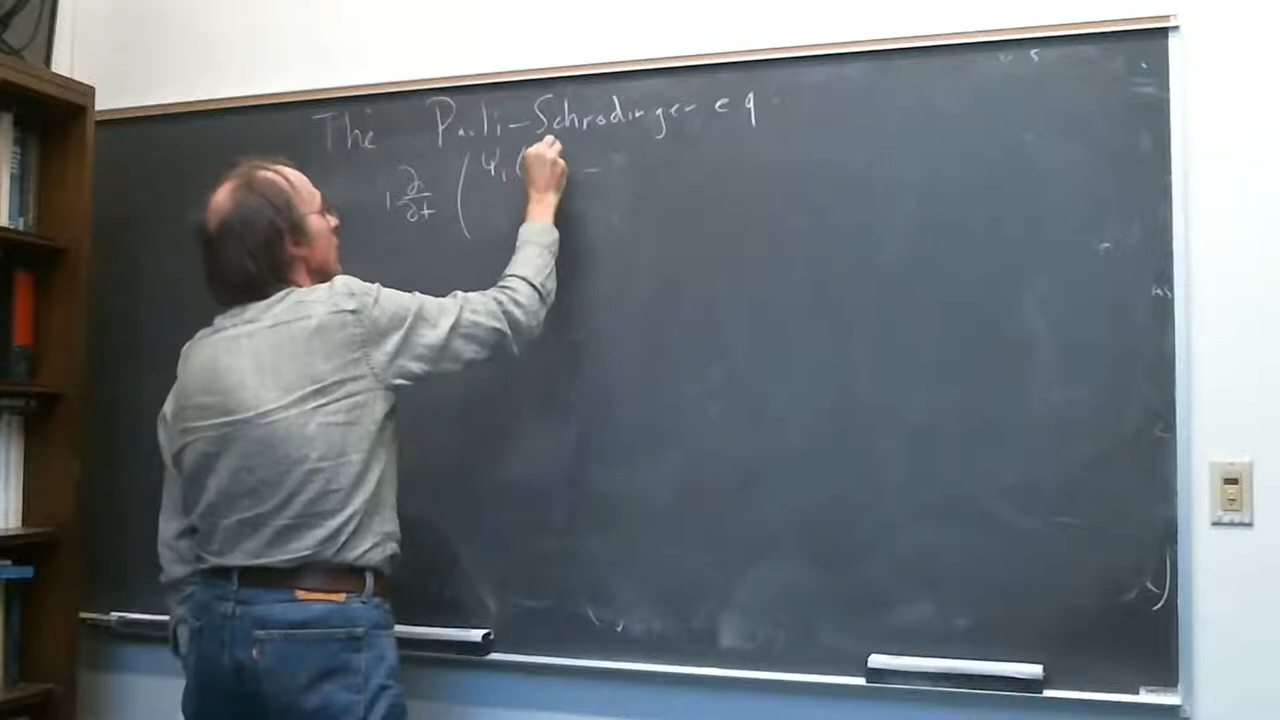 The Pauli-Schrodinger eq
i ∂/∂t ( Ψ₁(